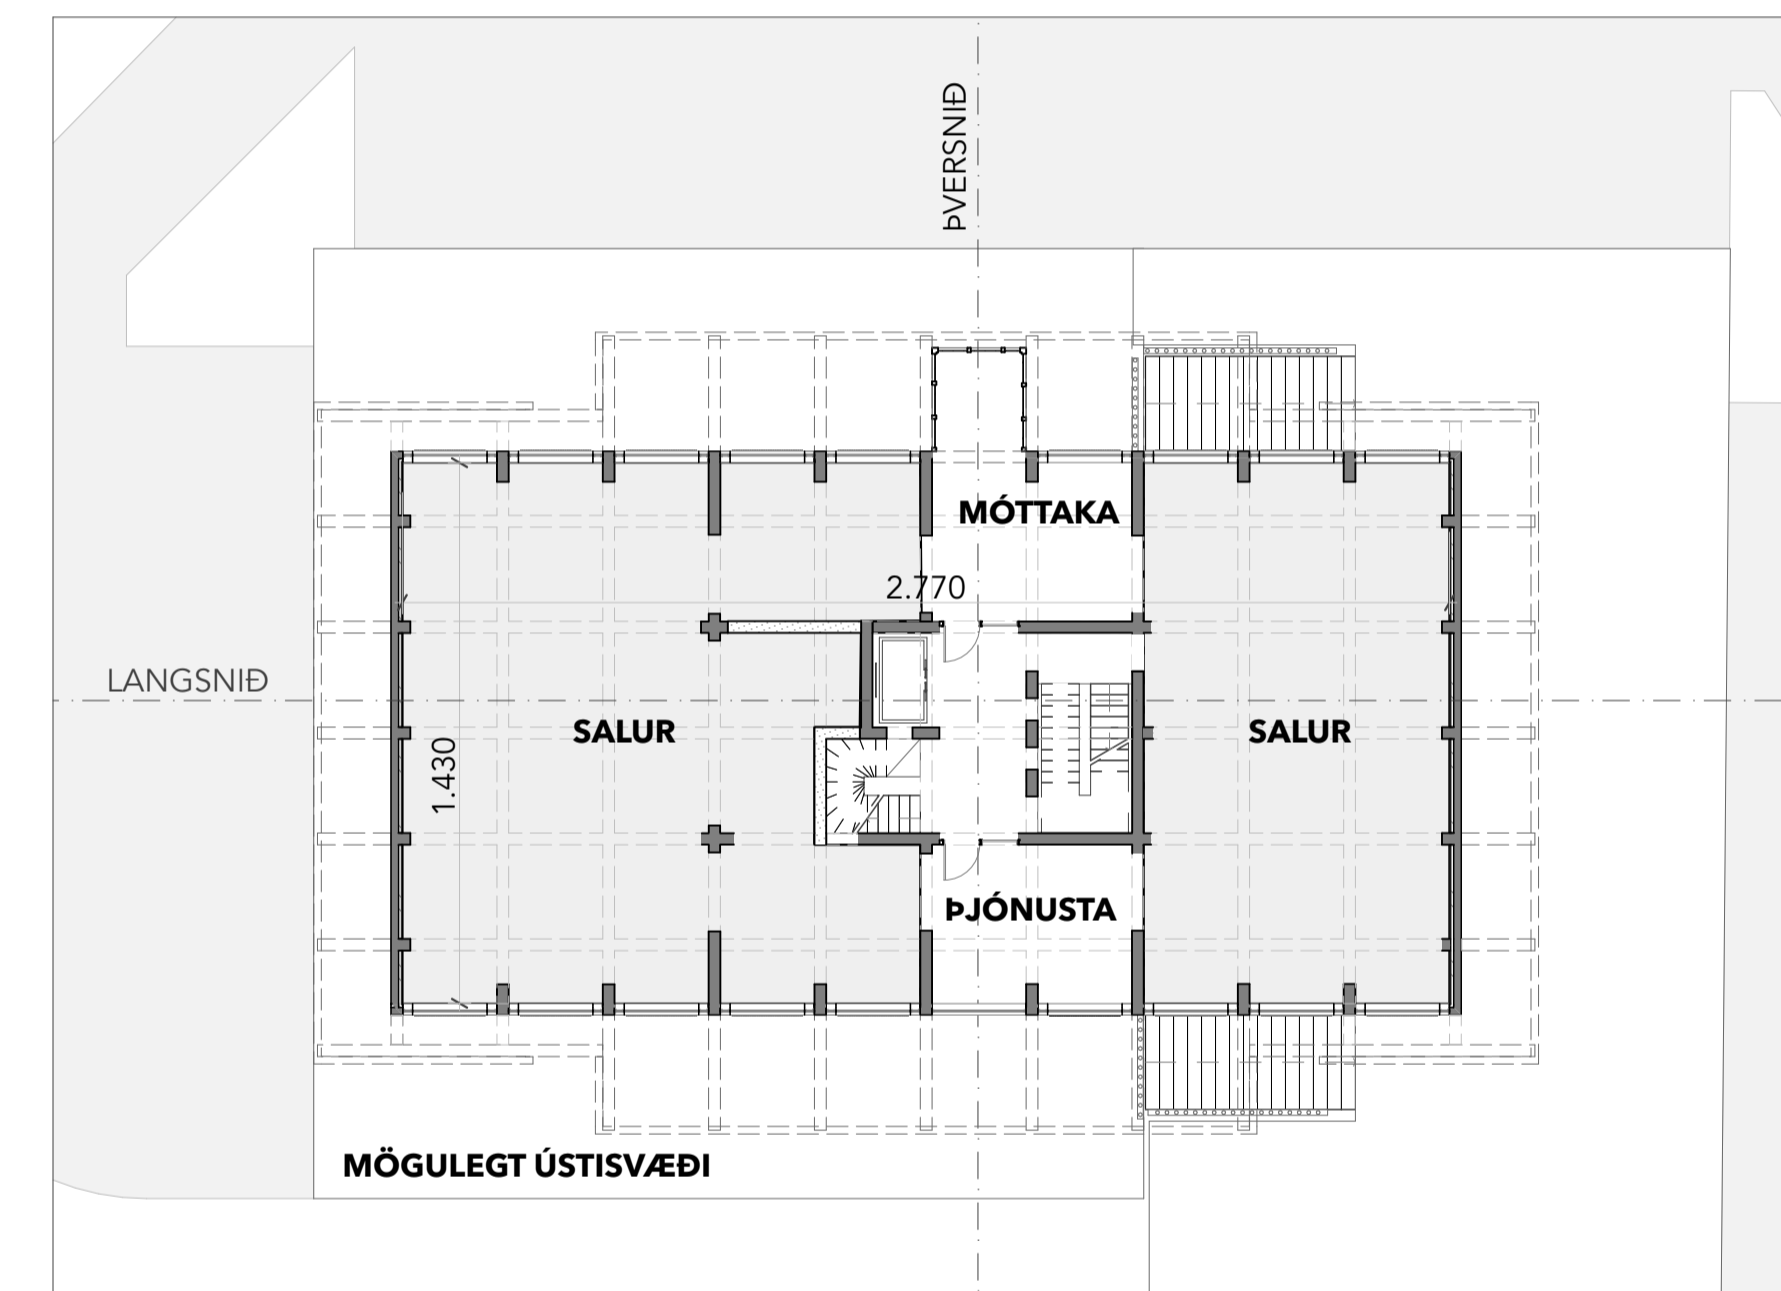 ÞVERSNIÐ
MÓTTAKA
2.770
LANGSNIÐ
SALUR
SALUR
1.430
ÞJÓNUSTA
MÖGULEGT ÚSTISVÆÐI